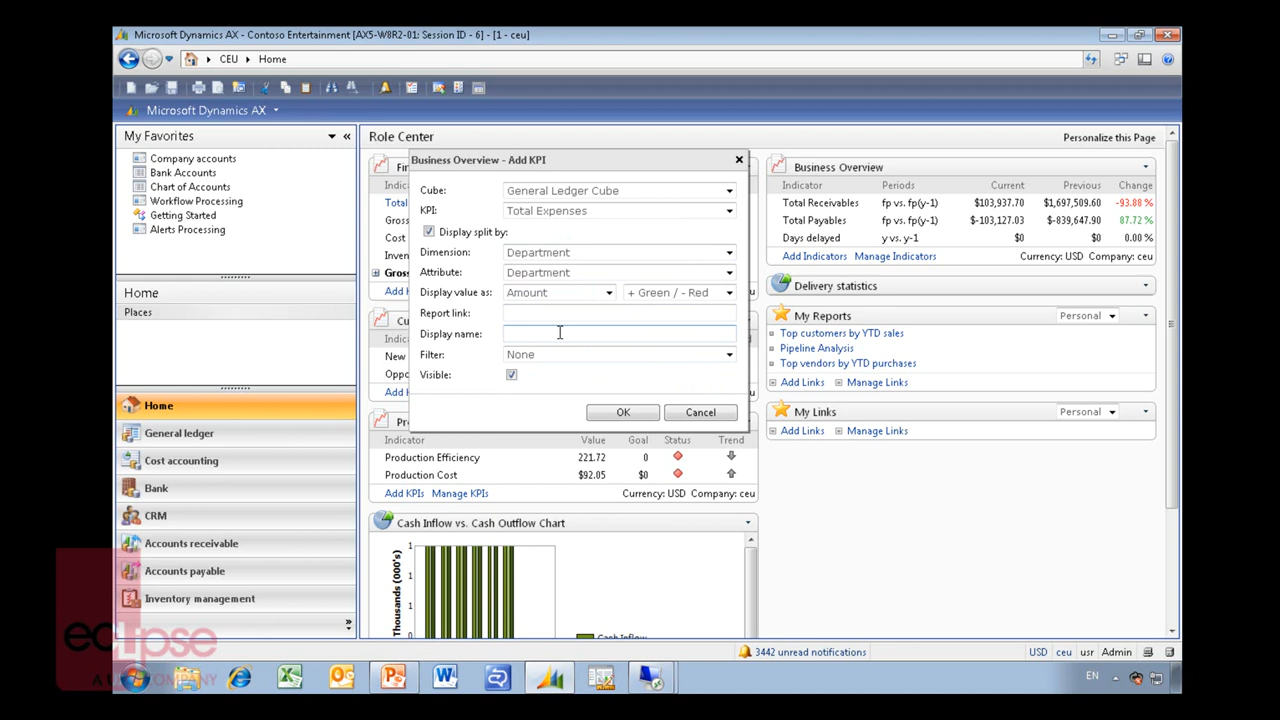 Microsoft Dynamics AX - Contoso Entertainment [AX5-W8R2-01: Session ID - 6] - [1 - ceu]
CEU Home
Microsoft Dynamics AX
My Favorites
Company accounts
Bank Accounts
Chart of Accounts
Workflow Processing
Getting Started
Alerts Processing
Home
Places
Home
General ledger
Cost accounting
Bank
CRM
Accounts receivable
Accounts payable
Inventory management
Role Center
Personalize this Page
Business Overview - Add KPI
Cube: General Ledger Cube
KPI: Total Expenses
Display split by:
Dimension: Department
Attribute: Department
Display value as: Amount + Green / - Red
Report link:
Display name:
Filter: None
Visible:
OK Cancel
Indicator Value Goal Status Trend
Production Efficiency 221.72 0
Production Cost $92.05 $0
Add KPIs Manage KPIs Currency: USD Company: ceu
Cash Inflow vs. Cash Outflow Chart
Thousands (000's)
1
1
1
1
Cash Inflow
Business Overview
Indicator Periods Current Previous Change
Total Receivables fp vs. fp(y-1) $103,937.70 $1,697,509.60 -93.88 %
Total Payables fp vs. fp(y-1) $-103,127.03 $-839,647.90 87.72 %
Days delayed y vs. y-1 $0 $0 0.00 %
Add Indicators Manage Indicators Currency: USD Company: ceu
Delivery statistics
My Reports Personal
Top customers by YTD sales
Pipeline Analysis
Top vendors by YTD purchases
Add Links Manage Links
My Links Personal
Add Links Manage Links
3442 unread notifications USD ceu usr Admin
eclipse
EN